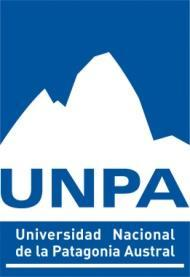 UNPA
Universidad Nacional
de la Patagonia Austral